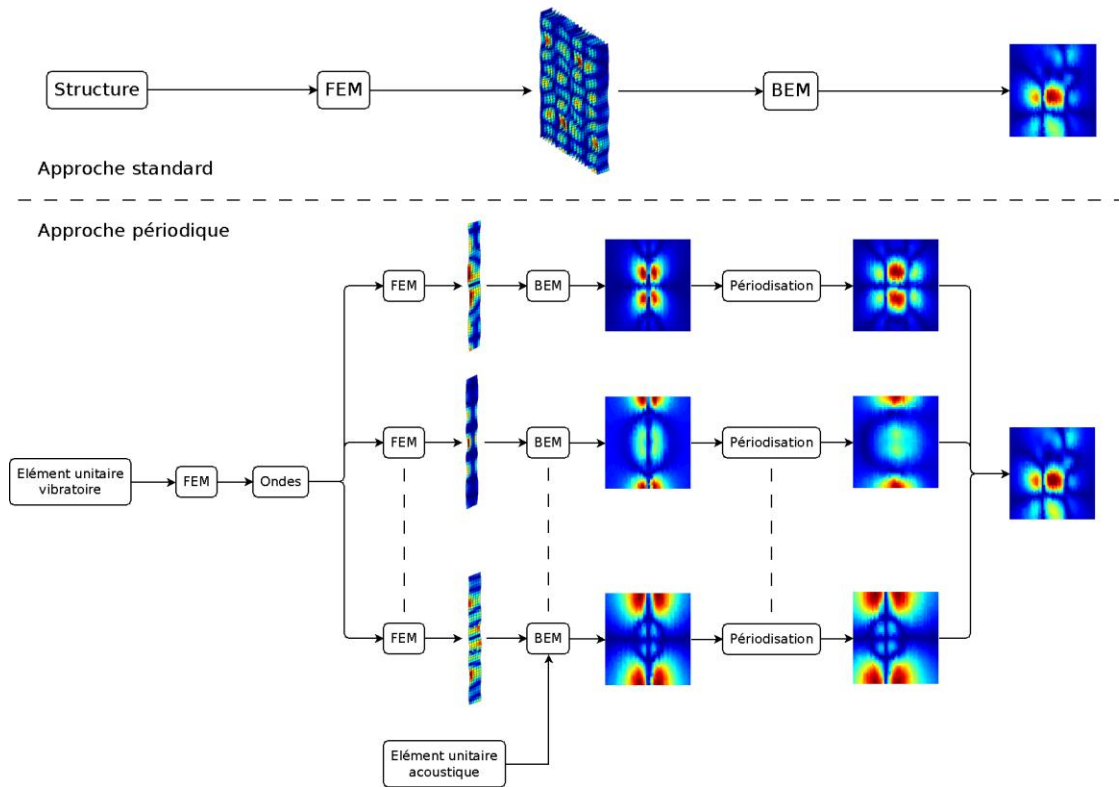 Structure
FEM
BEM
Approche standard
Approche périodique
FEM
BEM
Périodisation
FEM
BEM
Périodisation
Elément unitaire
vibratoire
FEM
Ondes
FEM
BEM
Périodisation
Elément unitaire
acoustique